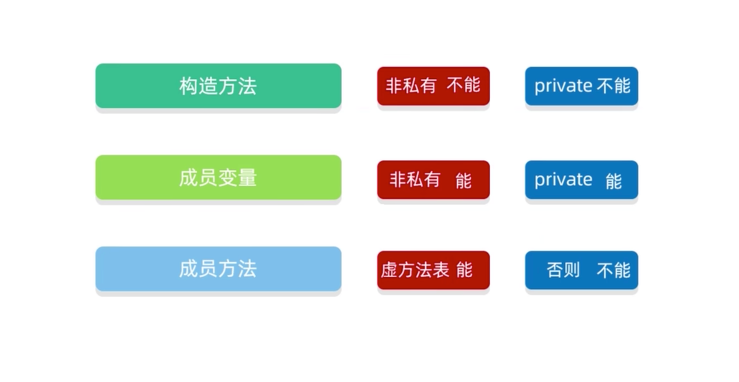 构造方法 非私有 不能 private 不能
成员变量 非私有 能 private 能
成员方法 虚方法表 能 否则 不能